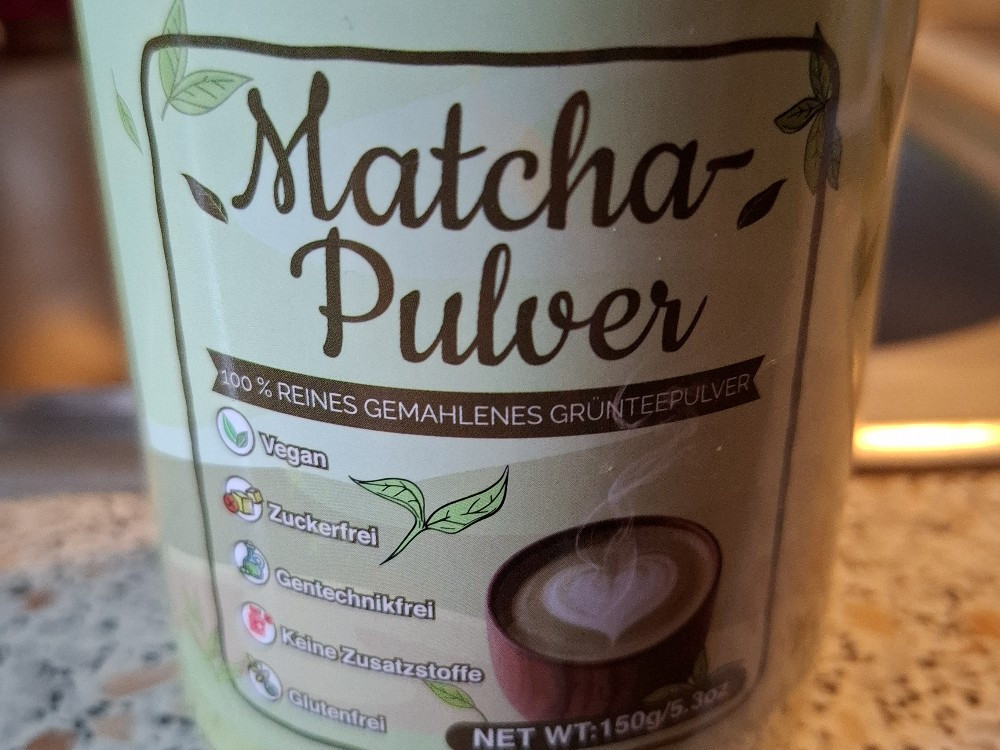 Matcha-
Pulver
100 % REINES GEMAHLENES GRÜNTEEPULVER
Vegan
Zuckerfrei
Gentechnikfrei
Keine Zusatzstoffe
Glutenfrei
NET WT:150g/5.3oz